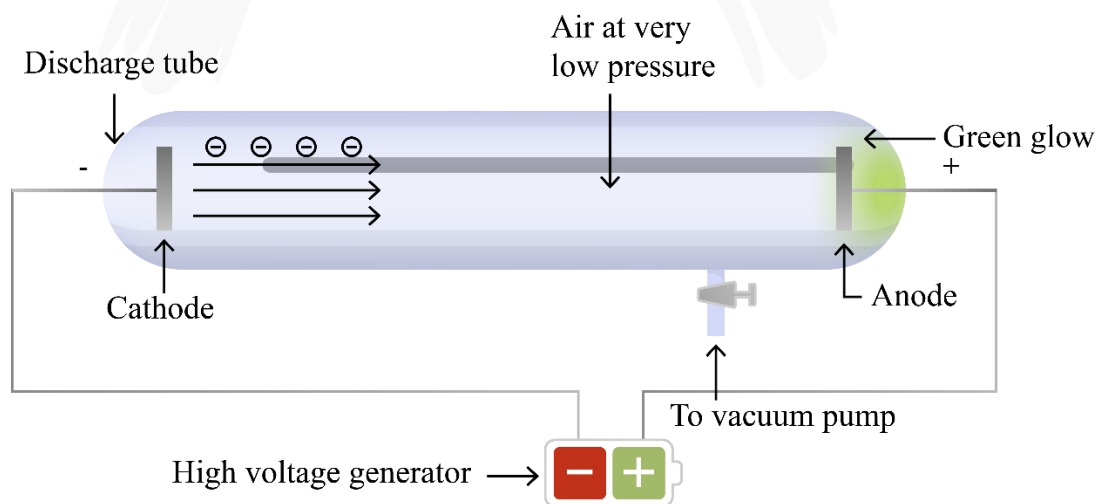 Air at very
low pressure
Discharge tube
Green glow
-
+
Cathode
Anode
To vacuum pump
High voltage generator